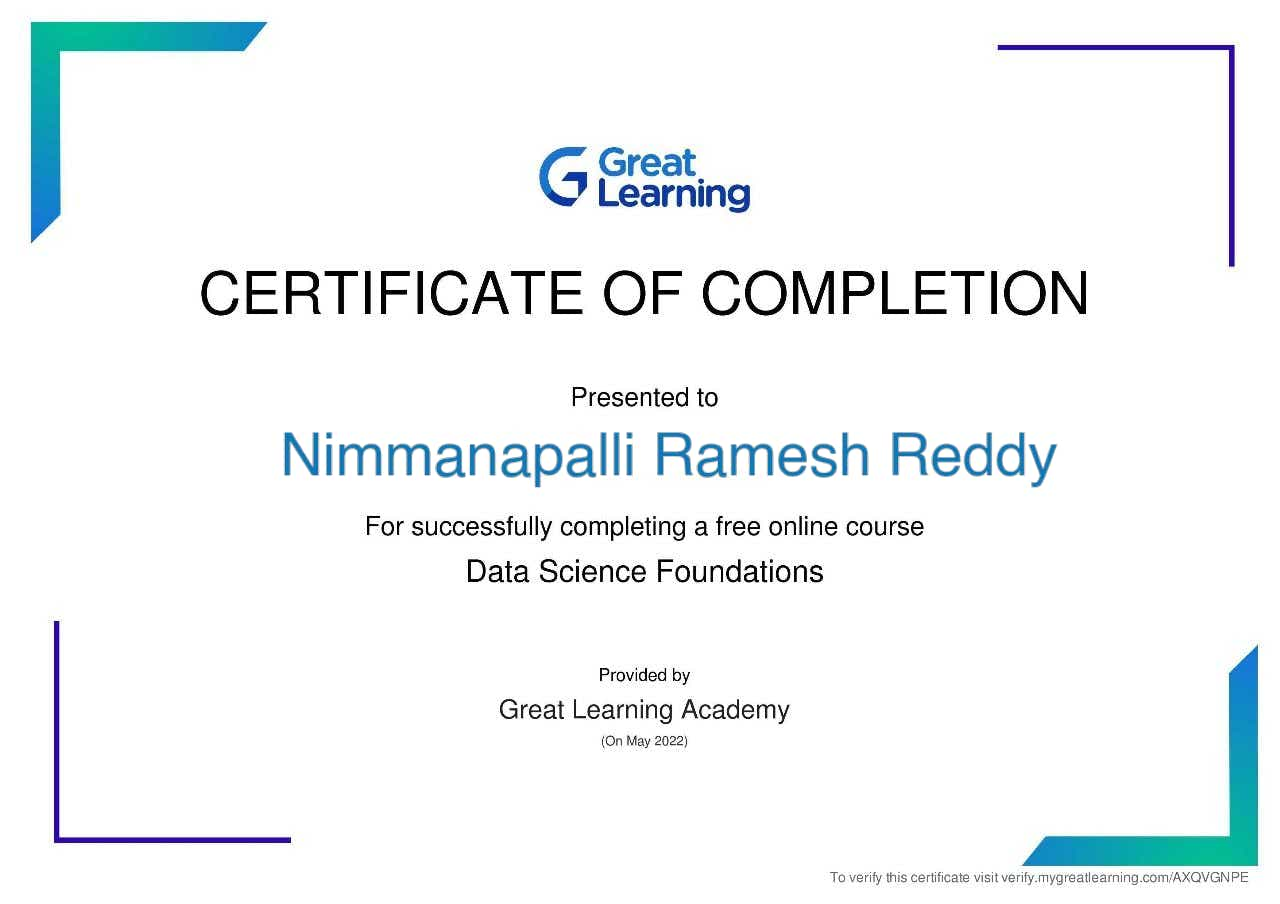 Great
Learning
CERTIFICATE OF COMPLETION
Presented to
Nimmanapalli Ramesh Reddy
For successfully completing a free online course
Data Science Foundations
Provided by
Great Learning Academy
(On May 2022)
To verify this certificate visit verify.mygreatlearning.com/AXQVGNPE